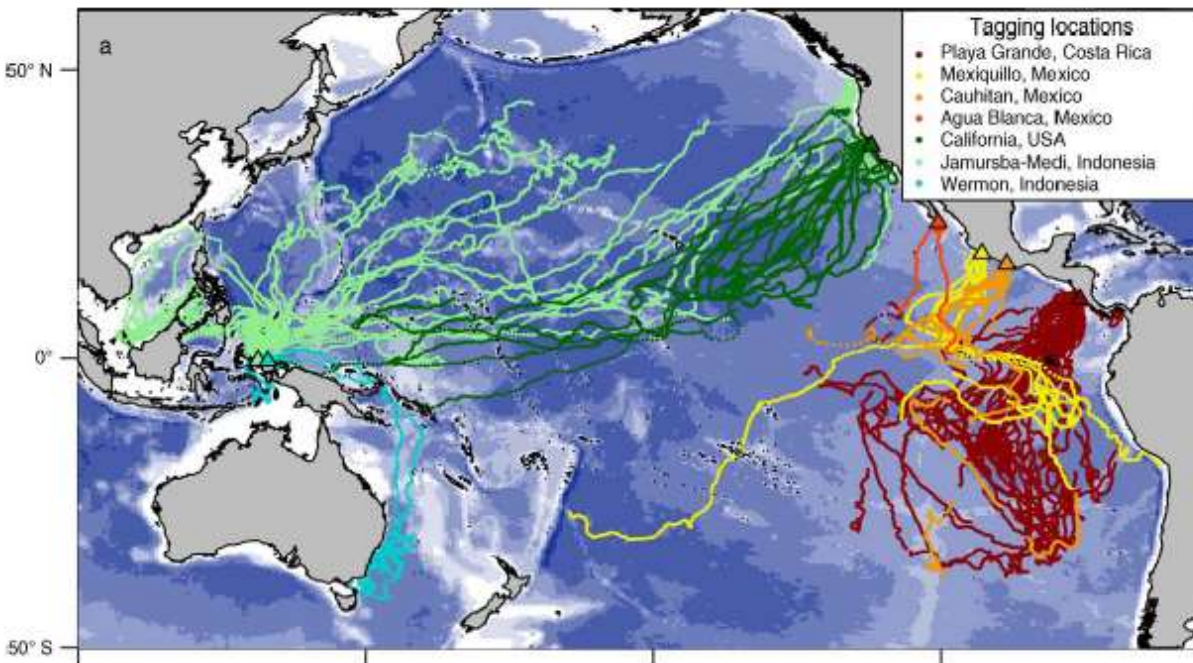 a
Tagging locations
Playa Grande, Costa Rica
Mexiquillo, Mexico
Cauhitan, Mexico
Agua Blanca, Mexico
California, USA
Jamursba-Medi, Indonesia
Wermon, Indonesia
50° N
0°
50° S